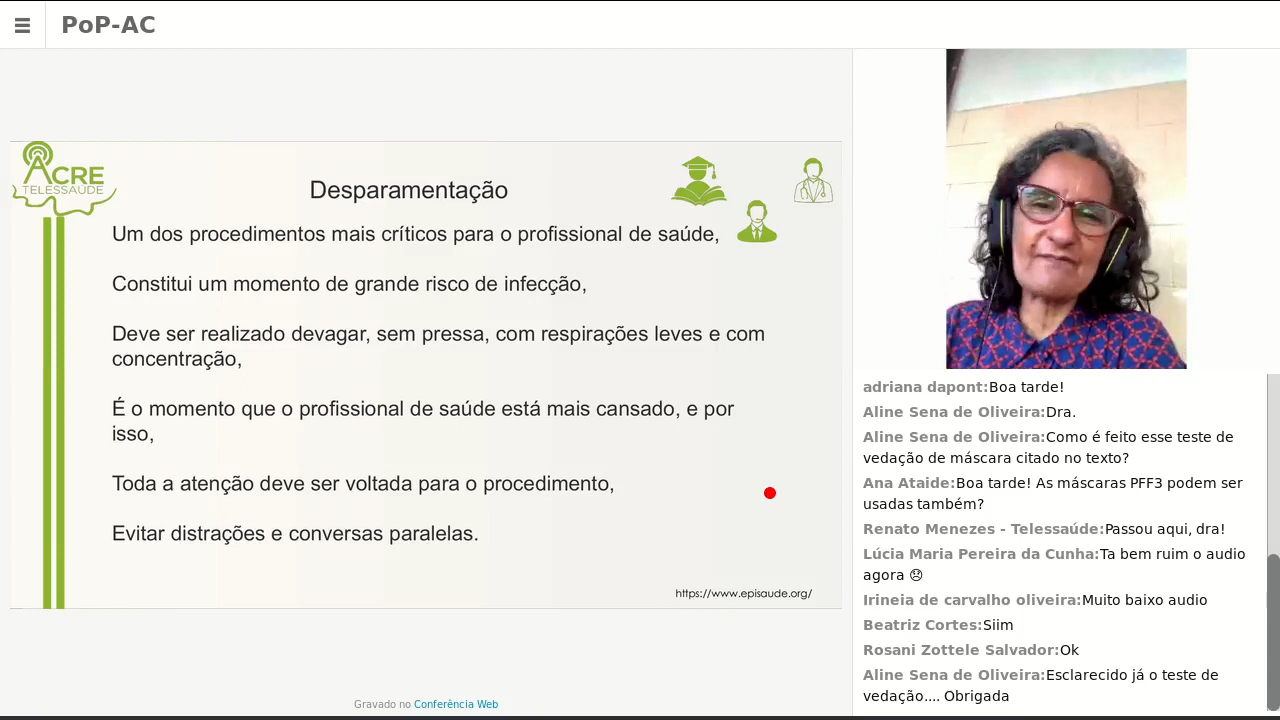 PoP-AC
ACRE
TELESSAÚDE
Desparamentação
Um dos procedimentos mais críticos para o profissional de saúde,
Constitui um momento de grande risco de infecção,
Deve ser realizado devagar, sem pressa, com respirações leves e com
concentração,
É o momento que o profissional de saúde está mais cansado, e por
isso,
Toda a atenção deve ser voltada para o procedimento,
Evitar distrações e conversas paralelas.
https://www.episaude.org/
Gravado no Conferência Web
adriana dapont:Boa tarde!
Aline Sena de Oliveira:Dra.
Aline Sena de Oliveira:Como é feito esse teste de
vedação de máscara citado no texto?
Ana Ataide:Boa tarde! As máscaras PFF3 podem ser
usadas também?
Renato Menezes - Telessaúde:Passou aqui, dra!
Lúcia Maria Pereira da Cunha:Ta bem ruim o audio
agora 😞
Irineia de carvalho oliveira:Muito baixo audio
Beatriz Cortes:Siim
Rosani Zottele Salvador:Ok
Aline Sena de Oliveira:Esclarecido já o teste de
vedação.... Obrigada